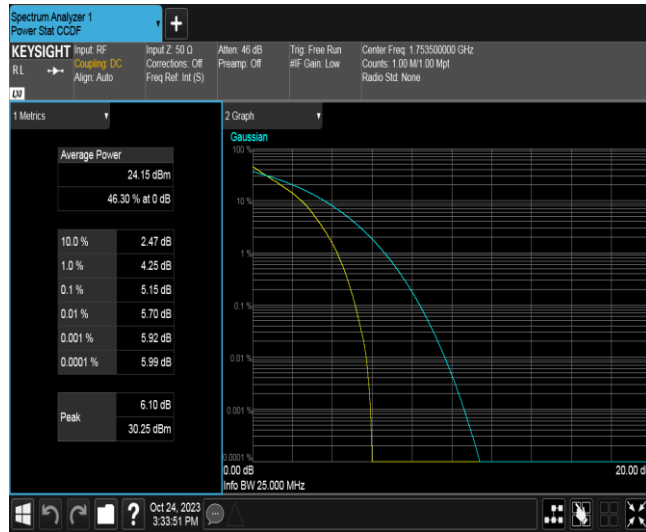 Spectrum Analyzer 1
Power Stat CCDF
+
KEYSIGHT
RL
LXI
Input: RF
Coupling: DC
Align: Auto
Input Z: 50 Ω
Corrections: Off
Freq Ref: Int (S)
Atten: 46 dB
Preamp: Off
Trig: Free Run
#IF Gain: Low
Center Freq: 1.753500000 GHz
Counts: 1.00 M/1.00 Mpt
Radio Std: None
1 Metrics
Average Power
24.15 dBm
46.30 % at 0 dB
10.0 % 2.47 dB
1.0 % 4.25 dB
0.1 % 5.15 dB
0.01 % 5.70 dB
0.001 % 5.92 dB
0.0001 % 5.99 dB
Peak
6.10 dB
30.25 dBm
2 Graph
Gaussian
100 %
10 %
1 %
0.1 %
0.01 %
0.001 %
0.0001 %
0.00 dB
20.00 d
Info BW 25.000 MHz
?
Oct 24, 2023
3:33:51 PM